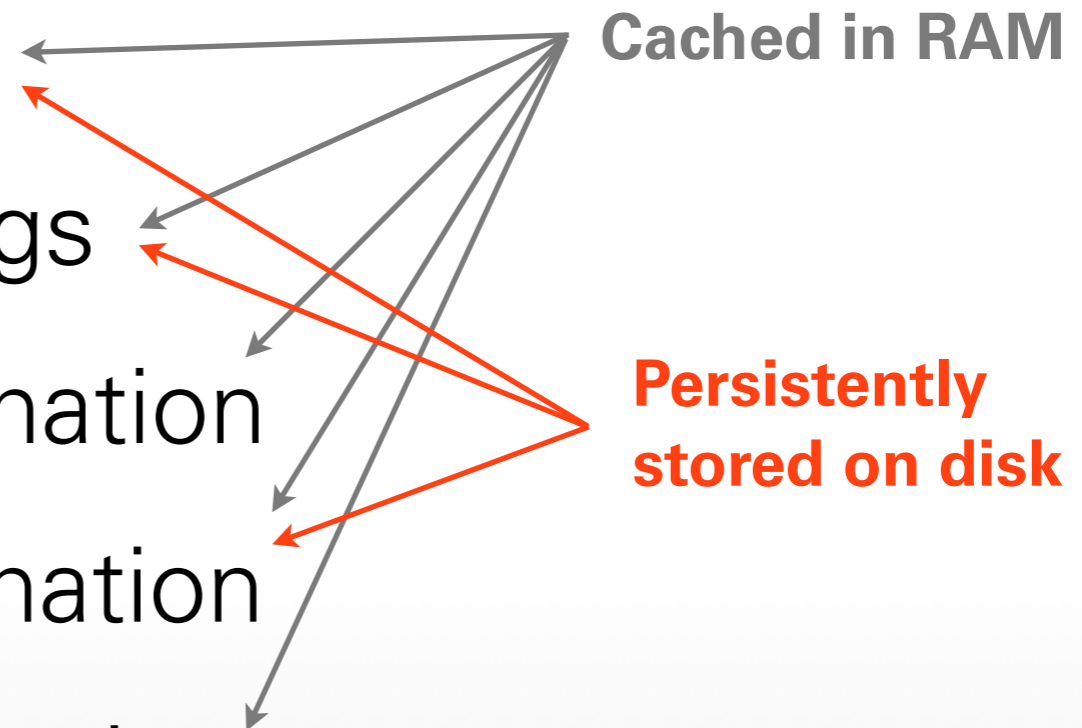 Cached in RAM
gs
Persistently
nation
stored on disk
nation